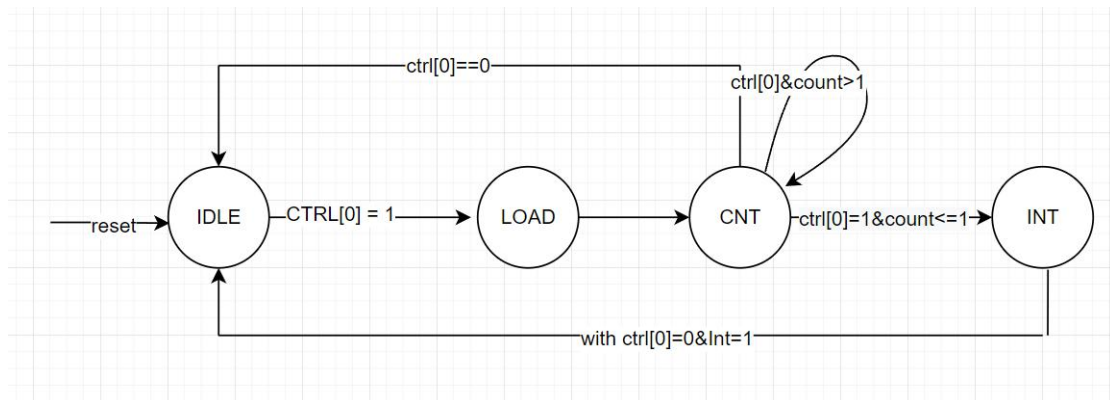 ctrl[0]==0
ctrl[0]&count>1
reset
IDLE
CTRL[0] = 1
LOAD
CNT
ctrl[0]=1&count<=1
INT
with ctrl[0]=0&Int=1